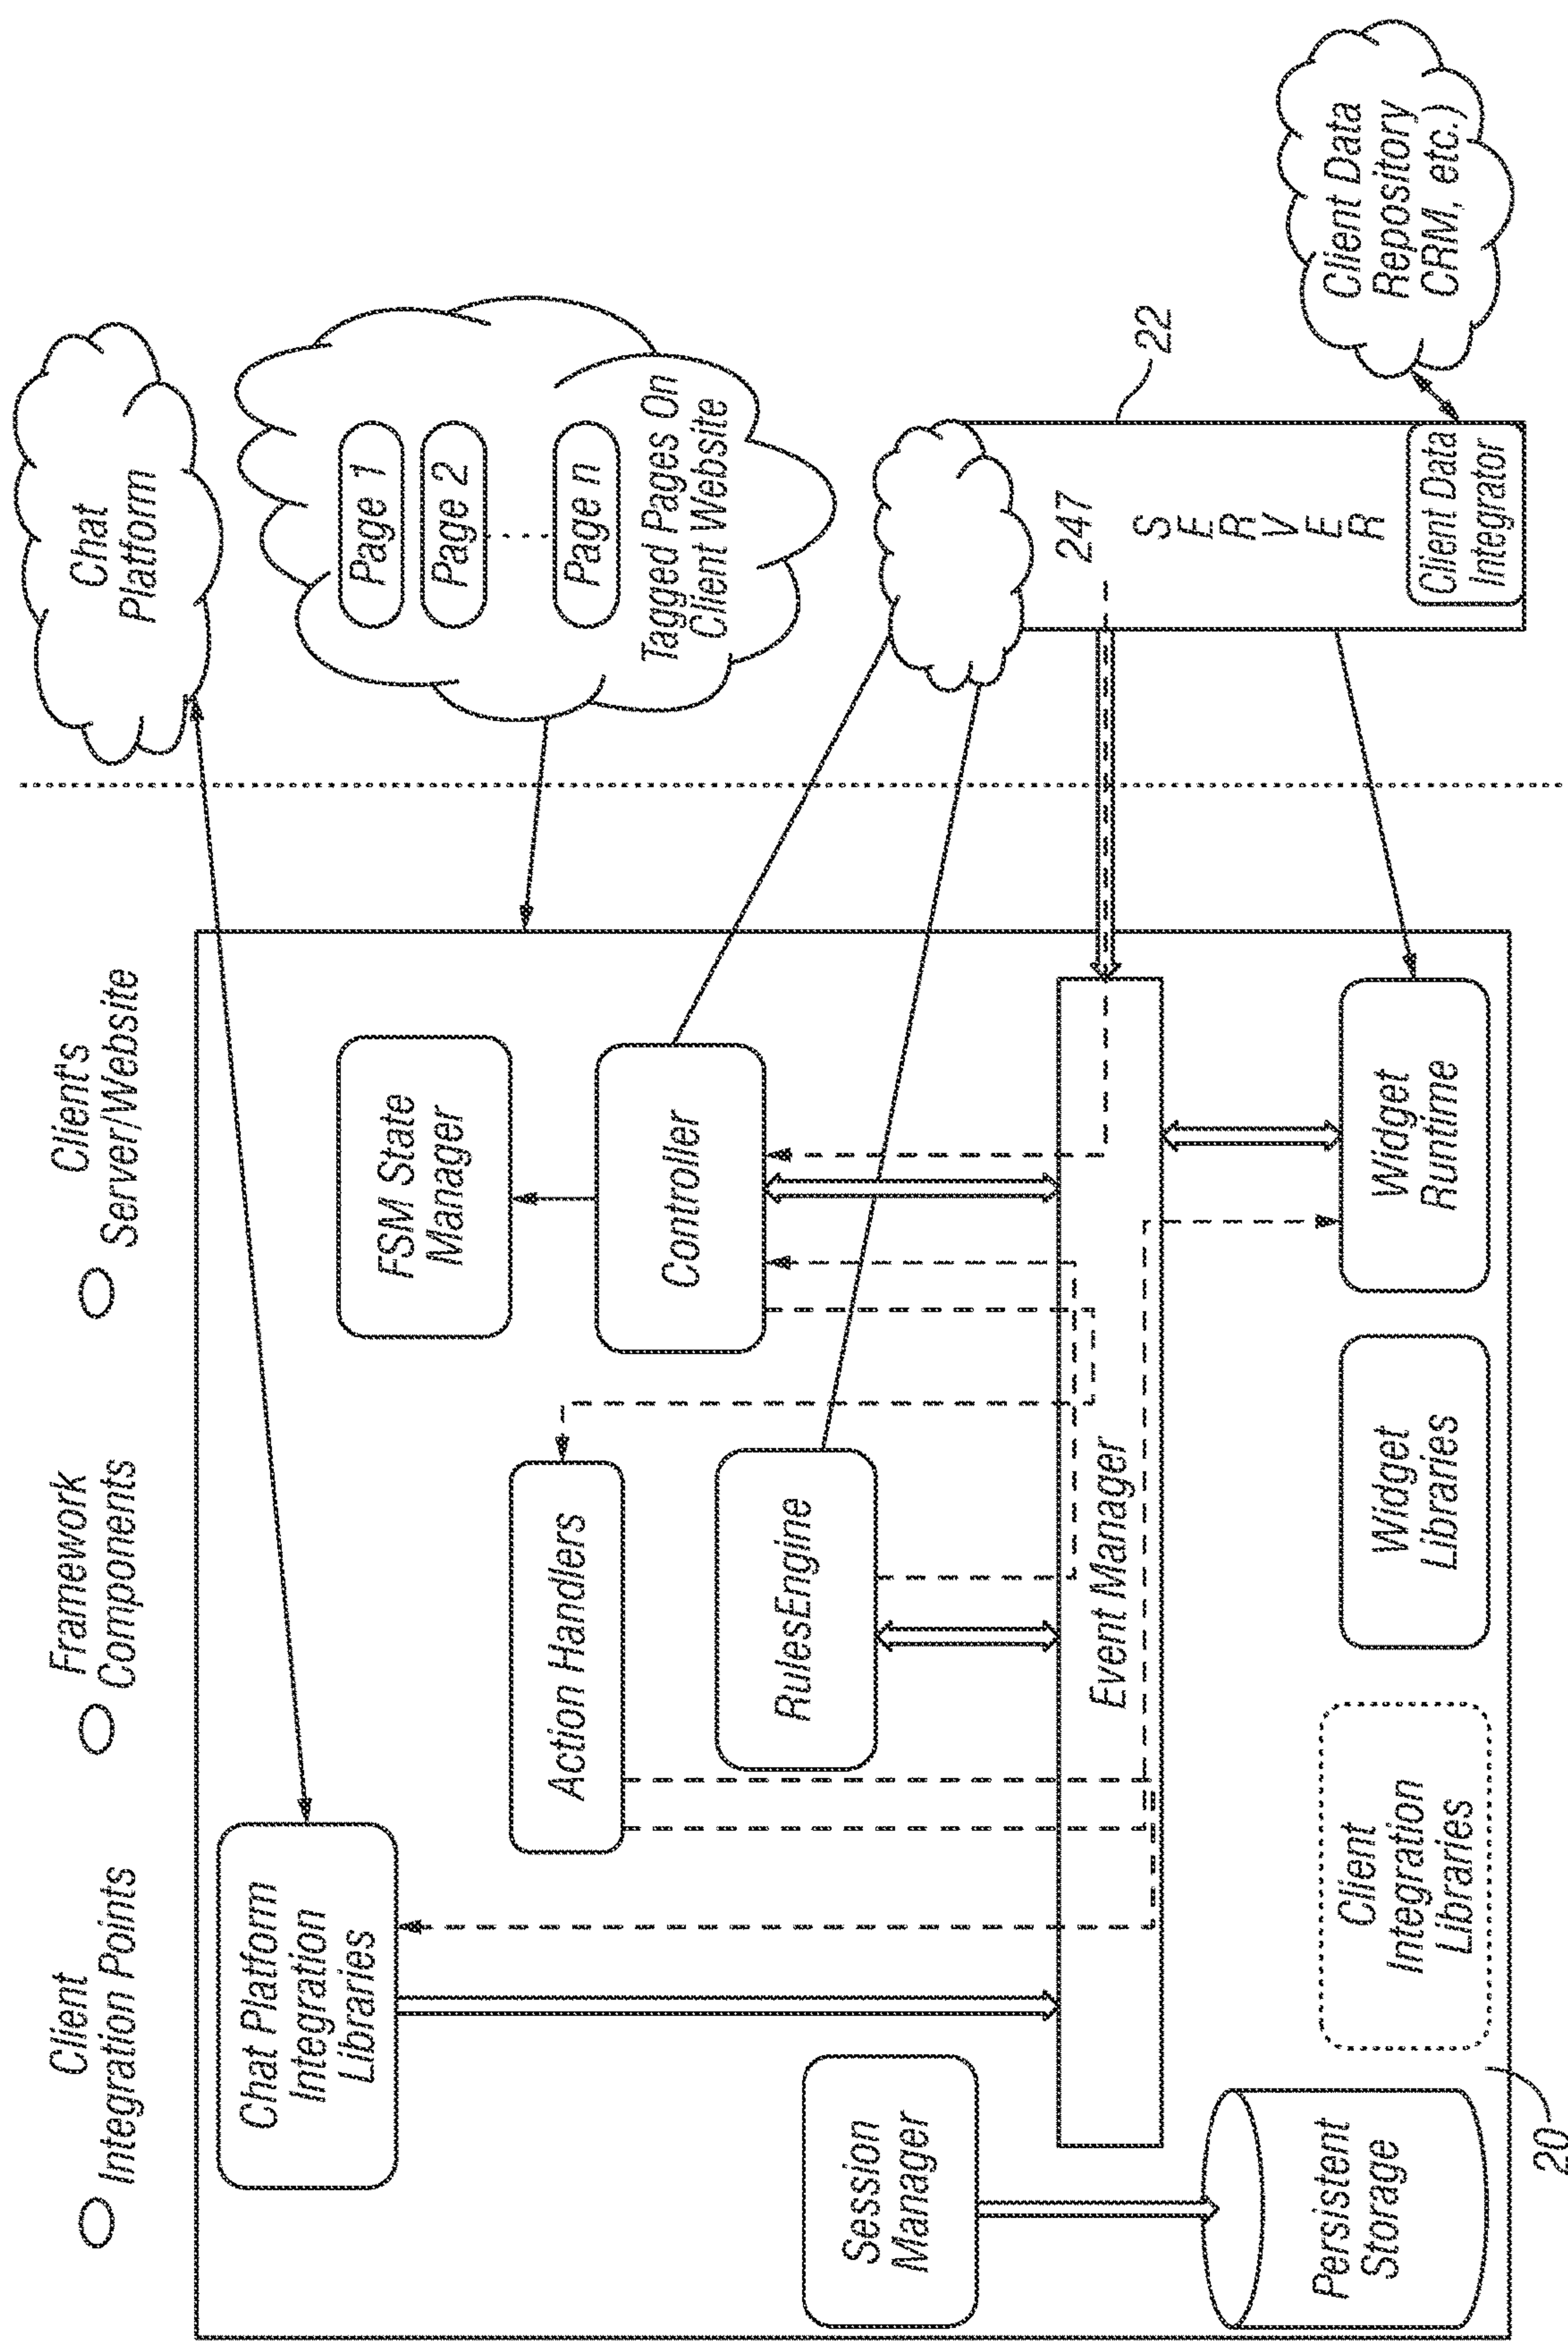 Client
Integration Points
Framework
Components
Client's
Server/Website
Chat Platform
Integration
Libraries
Action Handlers
FSM State
Manager
Controller
RulesEngine
Session
Manager
Event Manager
Persistent
Storage
Client
Integration
Libraries
Widget
Libraries
Widget
Runtime
20
Chat
Platform
Page 1
Page 2
Page n
Tagged Pages On
Client Website
247
S
E
R
V
E
R
22
Client Data
Integrator
Client Data
Repository
CRM, etc.)